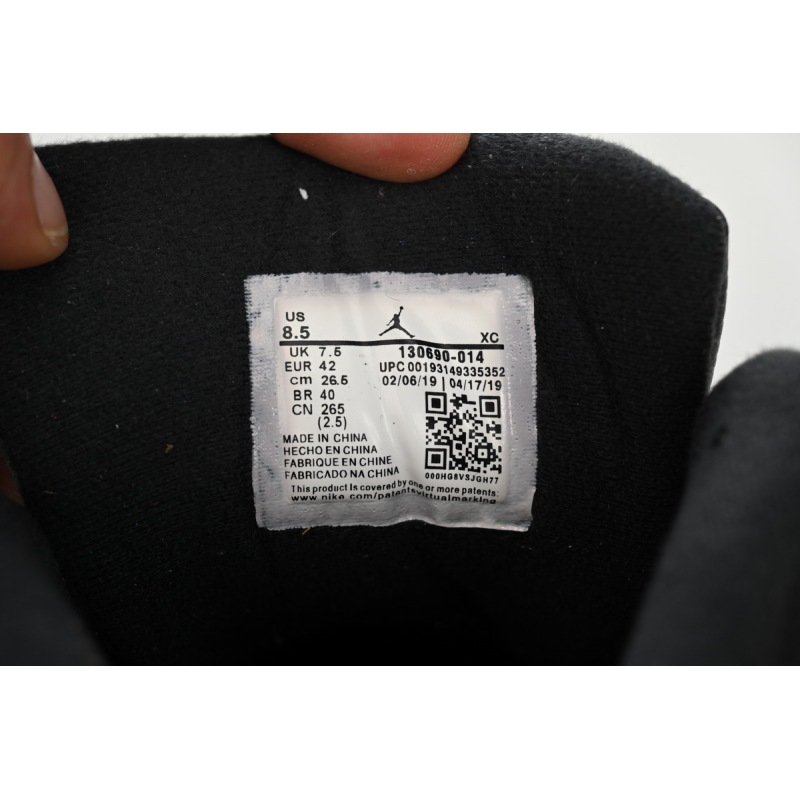 US
8.5
XC
UK 7.5
EUR 42
cm 26.5
BR 40
CN 265
(2.5)
130690-014
UPC 00193149335352
02/06/19 | 04/17/19
MADE IN CHINA
HECHO EN CHINA
FABRIQUE EN CHINE
FABRICADO NA CHINA
000HG8VSJGH77
This product is covered by one or more patents:
www.nike.com/patentsvirtualmarking